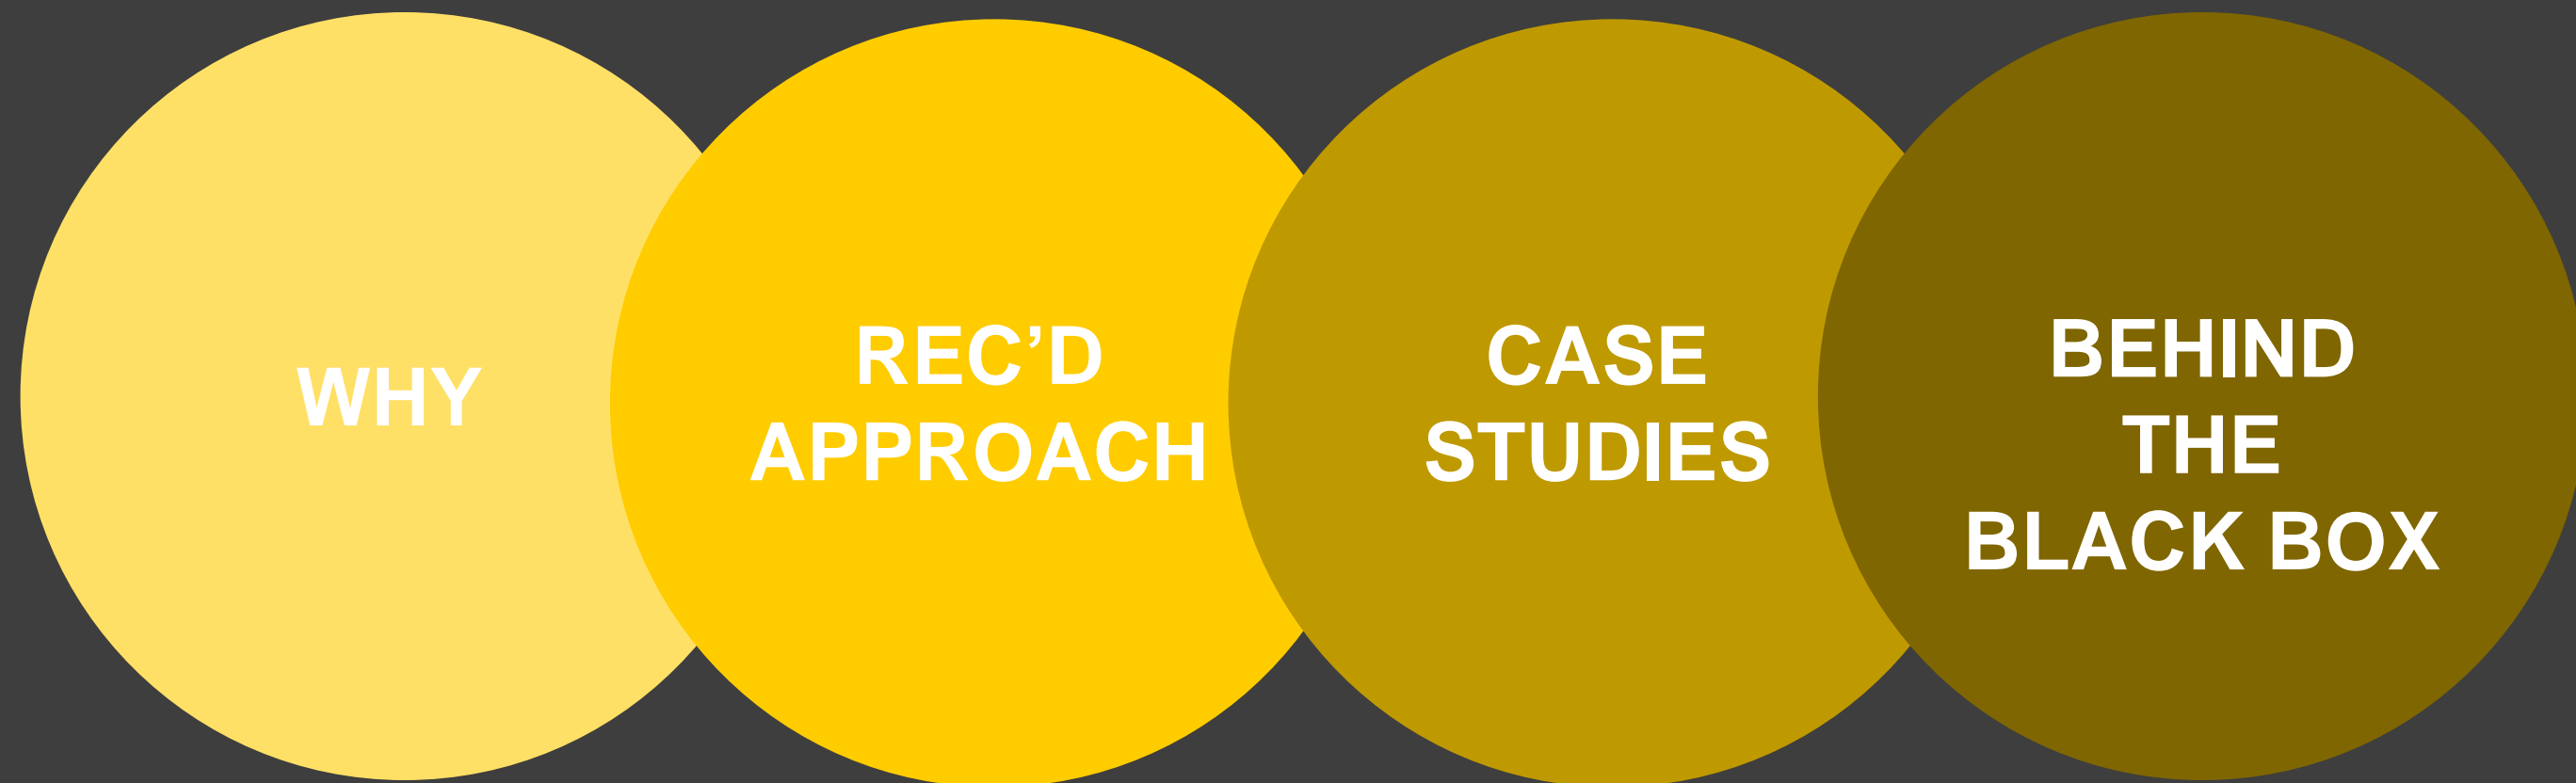 WHY
REC’D
APPROACH
CASE
STUDIES
BEHIND
THE
BLACK BOX